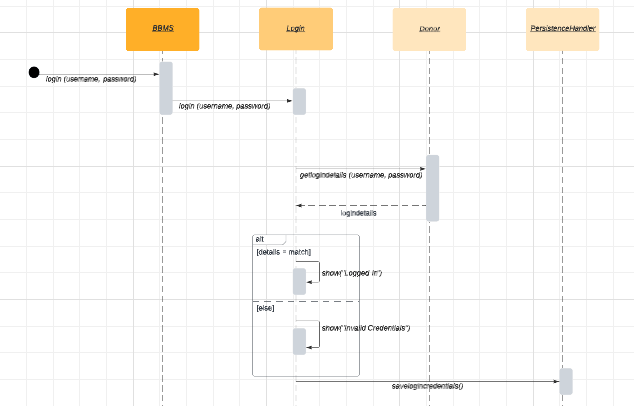 BBMS
Login
Donor
PersistenceHandler
login (username, password)
login (username, password)
getlogindetails (username, password)
logindetails
alt
[details = match]
show("Logged In")
[else]
show("Invalid Credentials")
savelogincredentials()